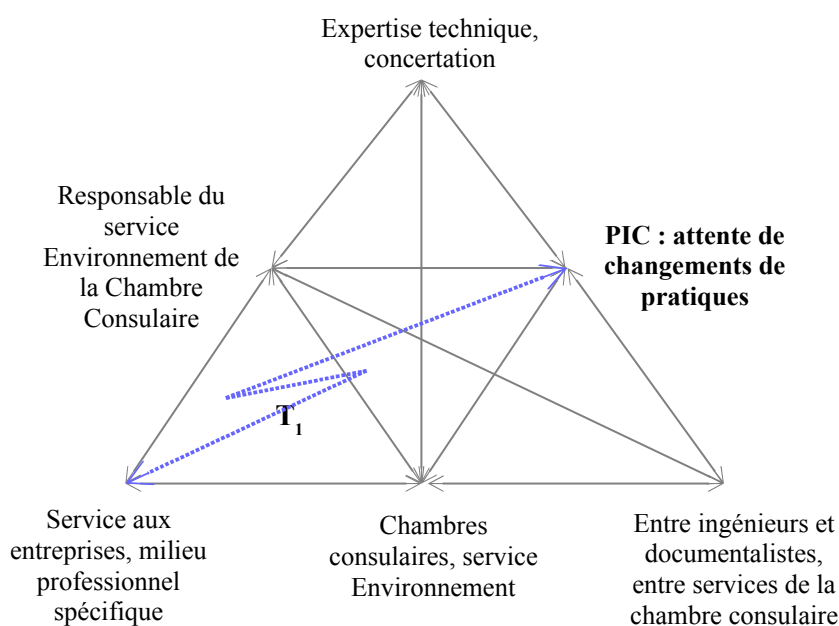 Expertise technique,
concertation
Responsable du
service
Environnement de
la Chambre
Consulaire
PIC : attente de
changements de
pratiques
T1
Service aux
entreprises, milieu
professionnel
spécifique
Chambres
consulaires, service
Environnement
Entre ingénieurs et
documentalistes,
entre services de la
chambre consulaire